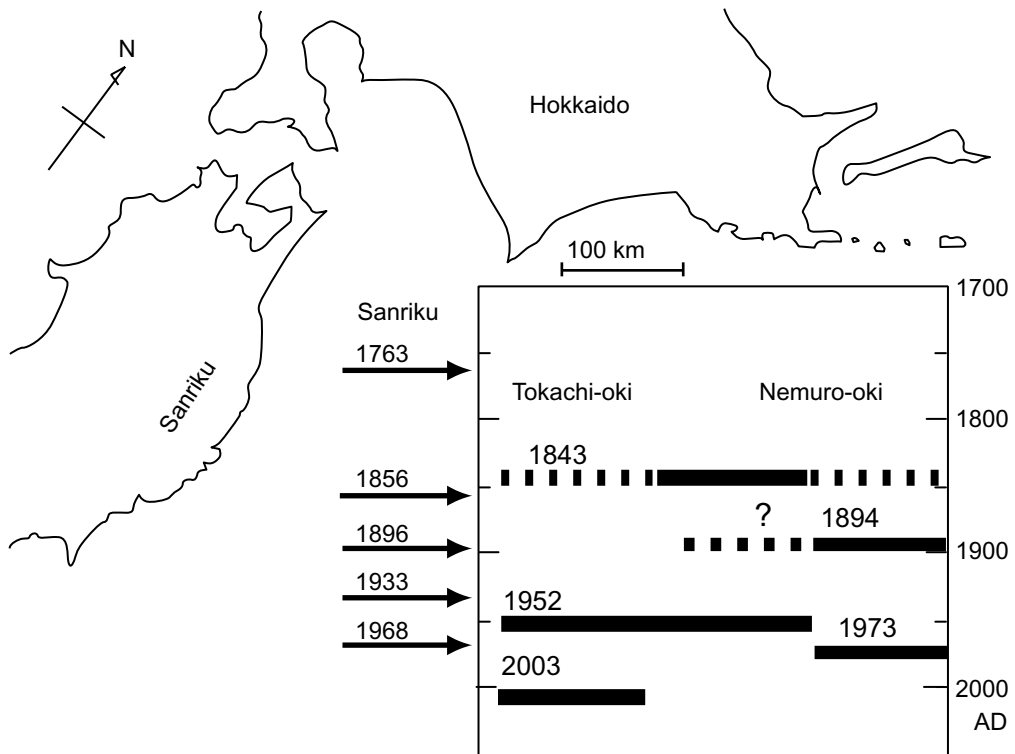 N
Hokkaido
100 km
Sanriku
Sanriku
1700
1763
Tokachi-oki
Nemuro-oki
1800
1843
1856
?
1894
1896
1900
1933
1952
1968
1973
2003
2000
AD